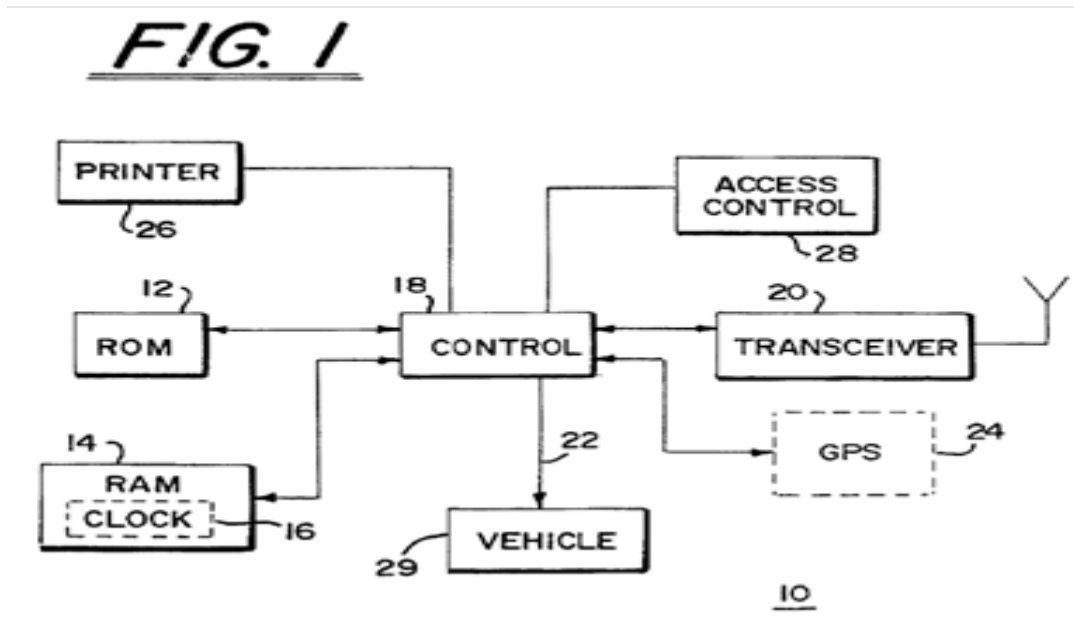 FIG. 1
PRINTER
26
ACCESS
CONTROL
28
12
ROM
18
CONTROL
20
TRANSCEIVER
14
RAM
CLOCK
16
22
GPS
24
VEHICLE
29
10